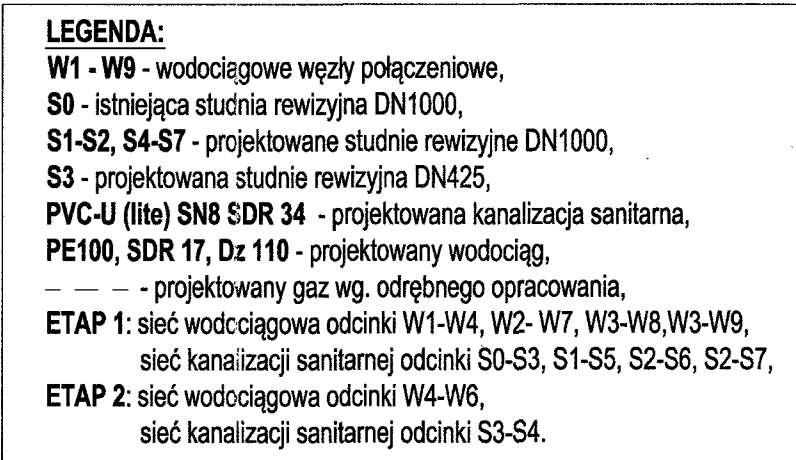 LEGENDA:
W1 - W9 - wodociągowe węzły połączeniowe,
S0 - istniejąca studnia rewizyjna DN1000,
S1-S2, S4-S7 - projektowane studnie rewizyjne DN1000,
S3 - projektowana studnie rewizyjna DN425,
PVC-U (lite) SN8 SDR 34 - projektowana kanalizacja sanitarna,
PE100, SDR 17, Dz 110 - projektowany wodociąg,
– – – - projektowany gaz wg. odrębnego opracowania,
ETAP 1: sieć wodociągowa odcinki W1-W4, W2- W7, W3-W8,W3-W9,
sieć kanalizacji sanitarnej odcinki S0-S3, S1-S5, S2-S6, S2-S7,
ETAP 2: sieć wodociągowa odcinki W4-W6,
sieć kanalizacji sanitarnej odcinki S3-S4.